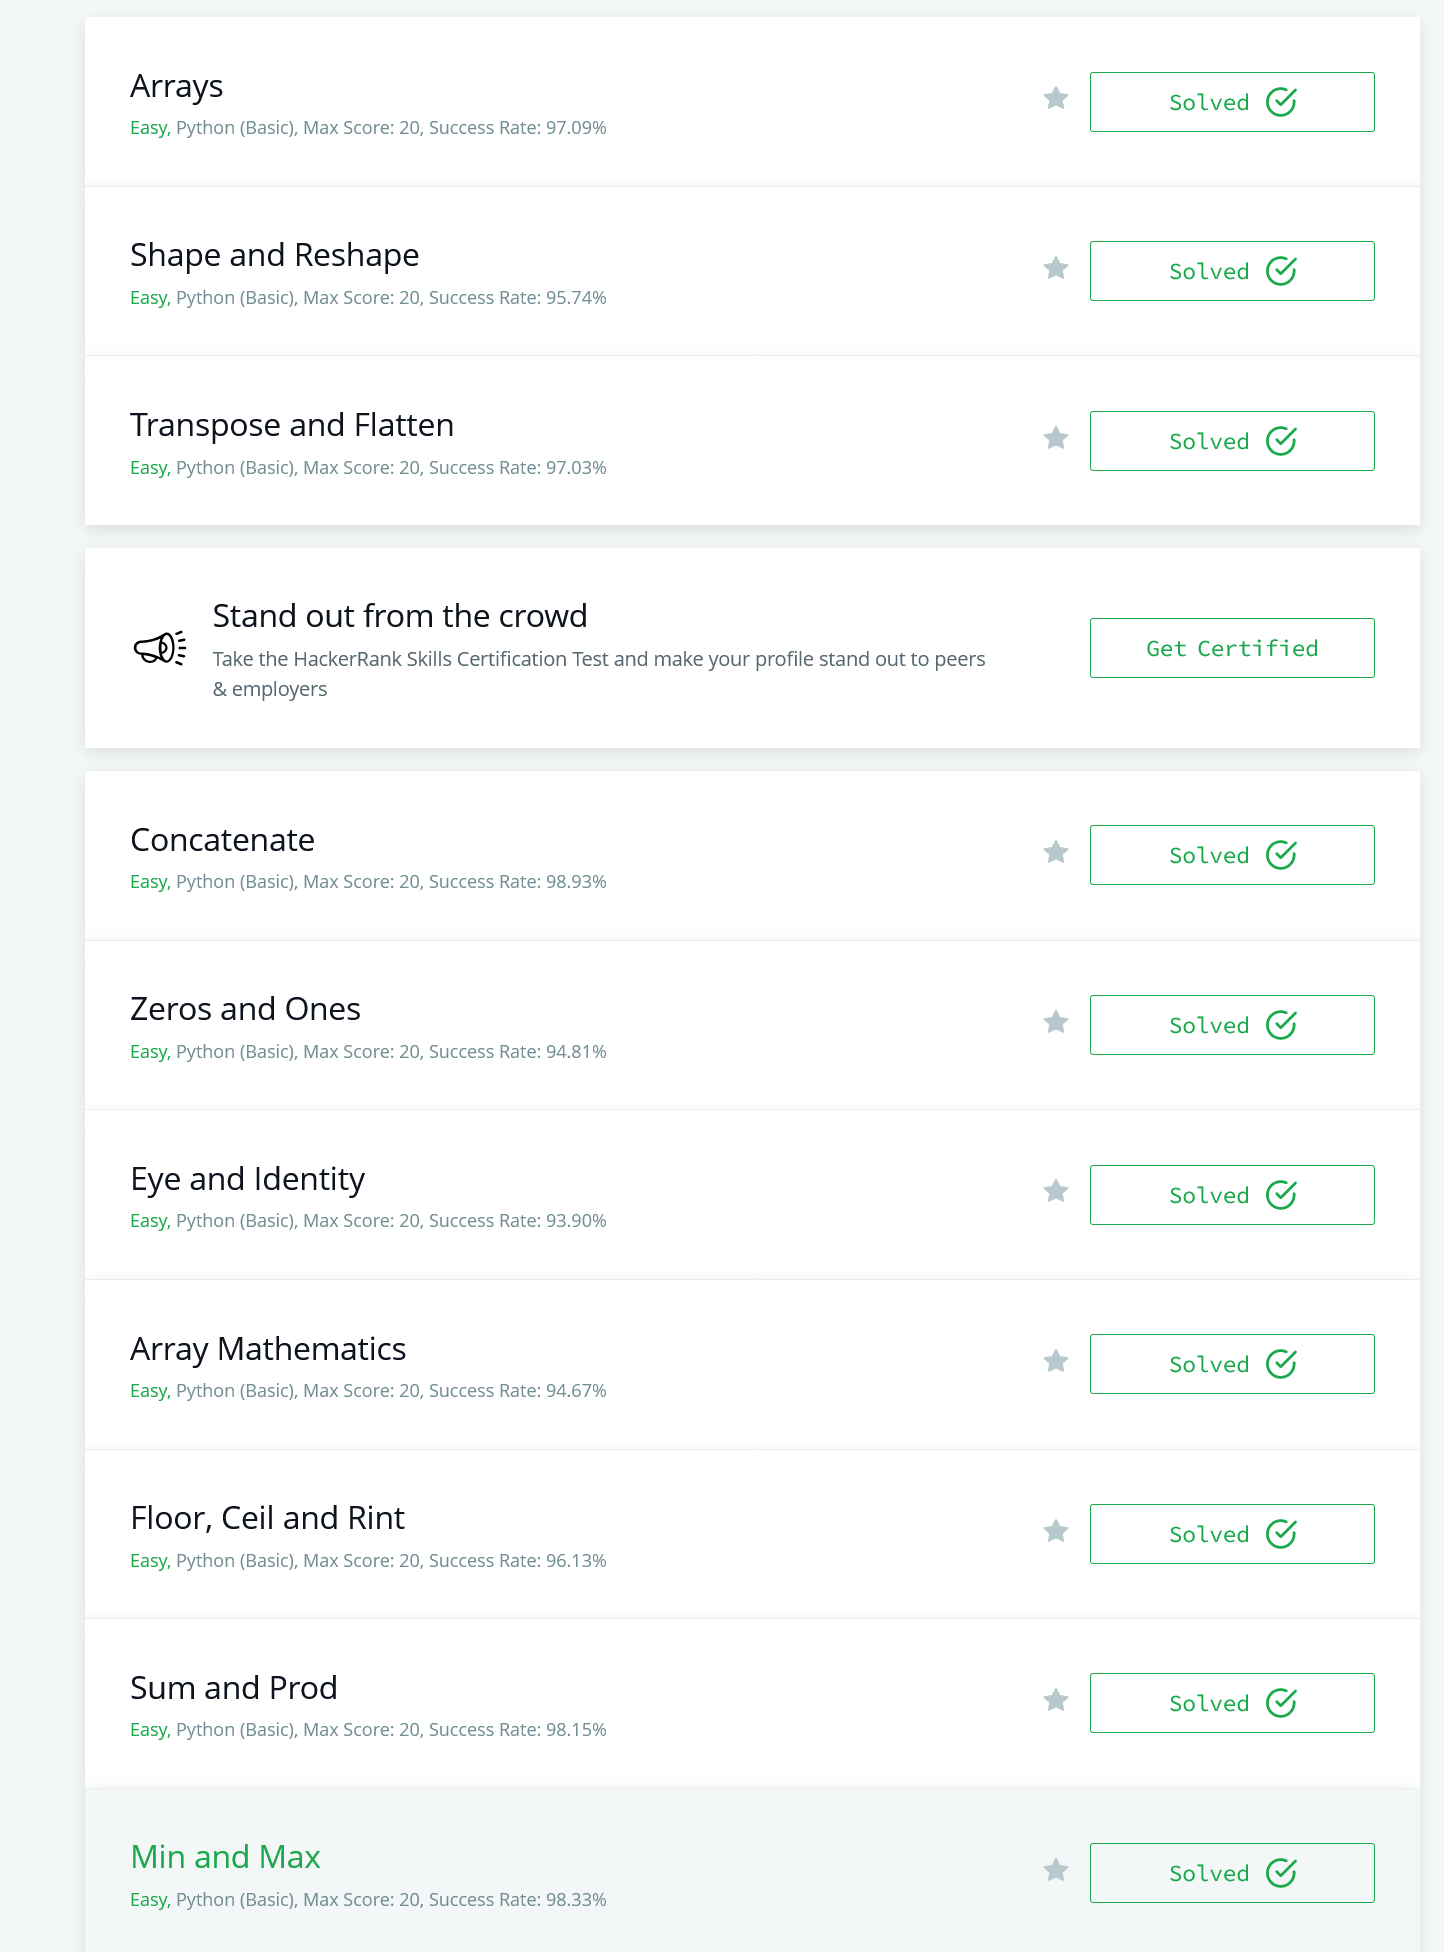 Arrays
Easy, Python (Basic), Max Score: 20, Success Rate: 97.09%
Solved
Shape and Reshape
Easy, Python (Basic), Max Score: 20, Success Rate: 95.74%
Solved
Transpose and Flatten
Easy, Python (Basic), Max Score: 20, Success Rate: 97.03%
Solved
Stand out from the crowd
Take the HackerRank Skills Certification Test and make your profile stand out to peers
& employers
Get Certified
Concatenate
Easy, Python (Basic), Max Score: 20, Success Rate: 98.93%
Solved
Zeros and Ones
Easy, Python (Basic), Max Score: 20, Success Rate: 94.81%
Solved
Eye and Identity
Easy, Python (Basic), Max Score: 20, Success Rate: 93.90%
Solved
Array Mathematics
Easy, Python (Basic), Max Score: 20, Success Rate: 94.67%
Solved
Floor, Ceil and Rint
Easy, Python (Basic), Max Score: 20, Success Rate: 96.13%
Solved
Sum and Prod
Easy, Python (Basic), Max Score: 20, Success Rate: 98.15%
Solved
Min and Max
Easy, Python (Basic), Max Score: 20, Success Rate: 98.33%
Solved